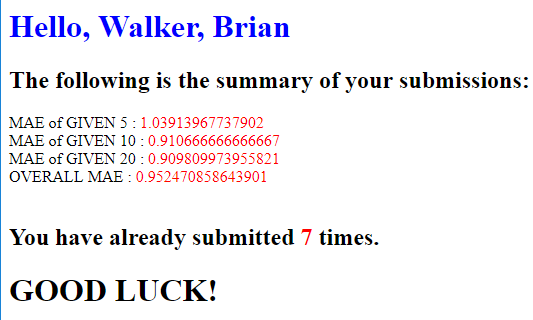 Hello, Walker, Brian
The following is the summary of your submissions:
MAE of GIVEN 5 : 1.03913967737902
MAE of GIVEN 10 : 0.910666666666667
MAE of GIVEN 20 : 0.909809973955821
OVERALL MAE : 0.952470858643901
You have already submitted 7 times.
GOOD LUCK!